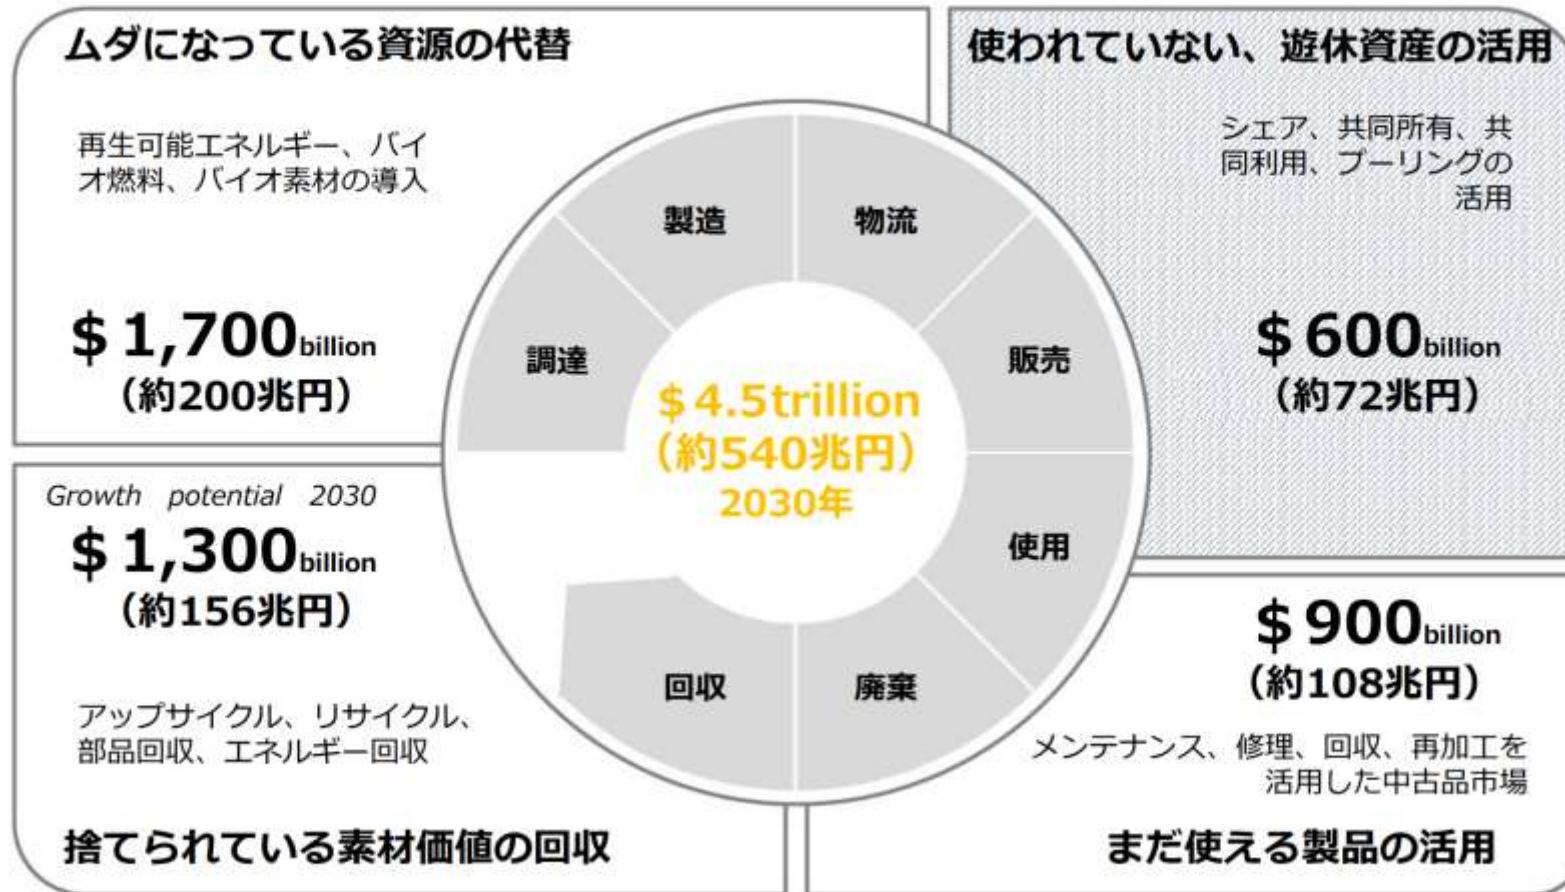 ムダになっている資源の代替
再生可能エネルギー、バイ
オ燃料、バイオ素材の導入
$ 1,700 billion
（約200兆円）
使われていない、遊休資産の活用
シェア、共同所有、共
同利用、プーリングの
活用
$ 600 billion
（約72兆円）
製造
物流
調達
販売
$ 4.5trillion
（約540兆円）
2030年
使用
回収
廃棄
Growth potential 2030
$ 1,300 billion
（約156兆円）
アップサイクル、リサイクル、
部品回収、エネルギー回収
捨てられている素材価値の回収
$ 900 billion
（約108兆円）
メンテナンス、修理、回収、再加工を
活用した中古品市場
まだ使える製品の活用